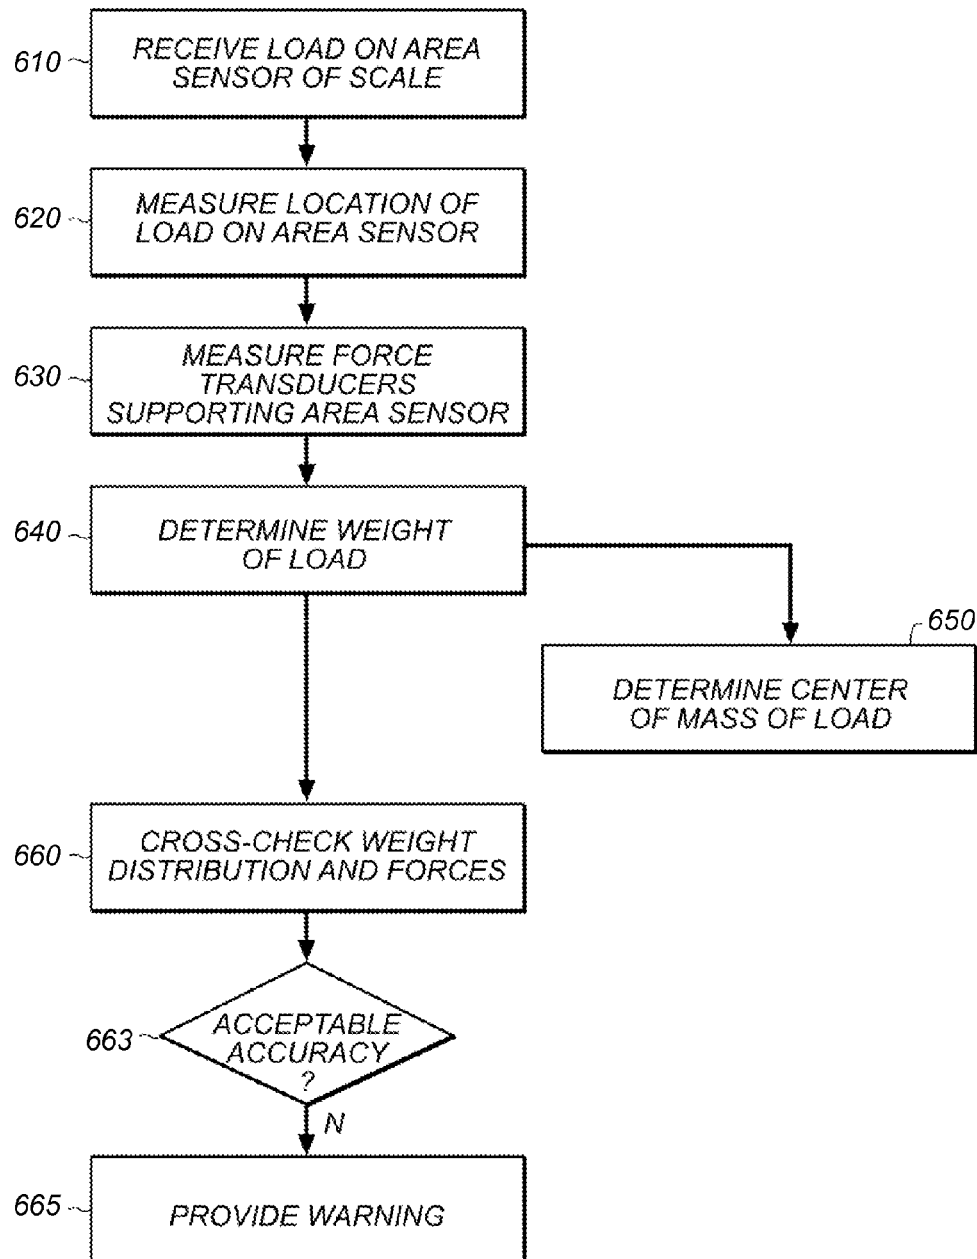 610
RECEIVE LOAD ON AREA
SENSOR OF SCALE
620
MEASURE LOCATION OF
LOAD ON AREA SENSOR
630
MEASURE FORCE
TRANSDUCERS
SUPPORTING AREA SENSOR
640
DETERMINE WEIGHT
OF LOAD
650
DETERMINE CENTER
OF MASS OF LOAD
660
CROSS-CHECK WEIGHT
DISTRIBUTION AND FORCES
663
ACCEPTABLE
ACCURACY
?
N
665
PROVIDE WARNING